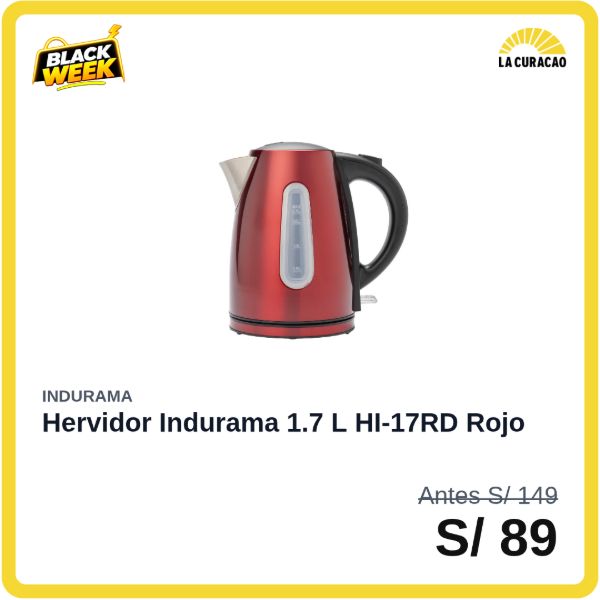 BLACK
WEEK
LA CURACAO
INDURAMA
Hervidor Indurama 1.7 L HI-17RD Rojo
Antes S/ 149
S/ 89